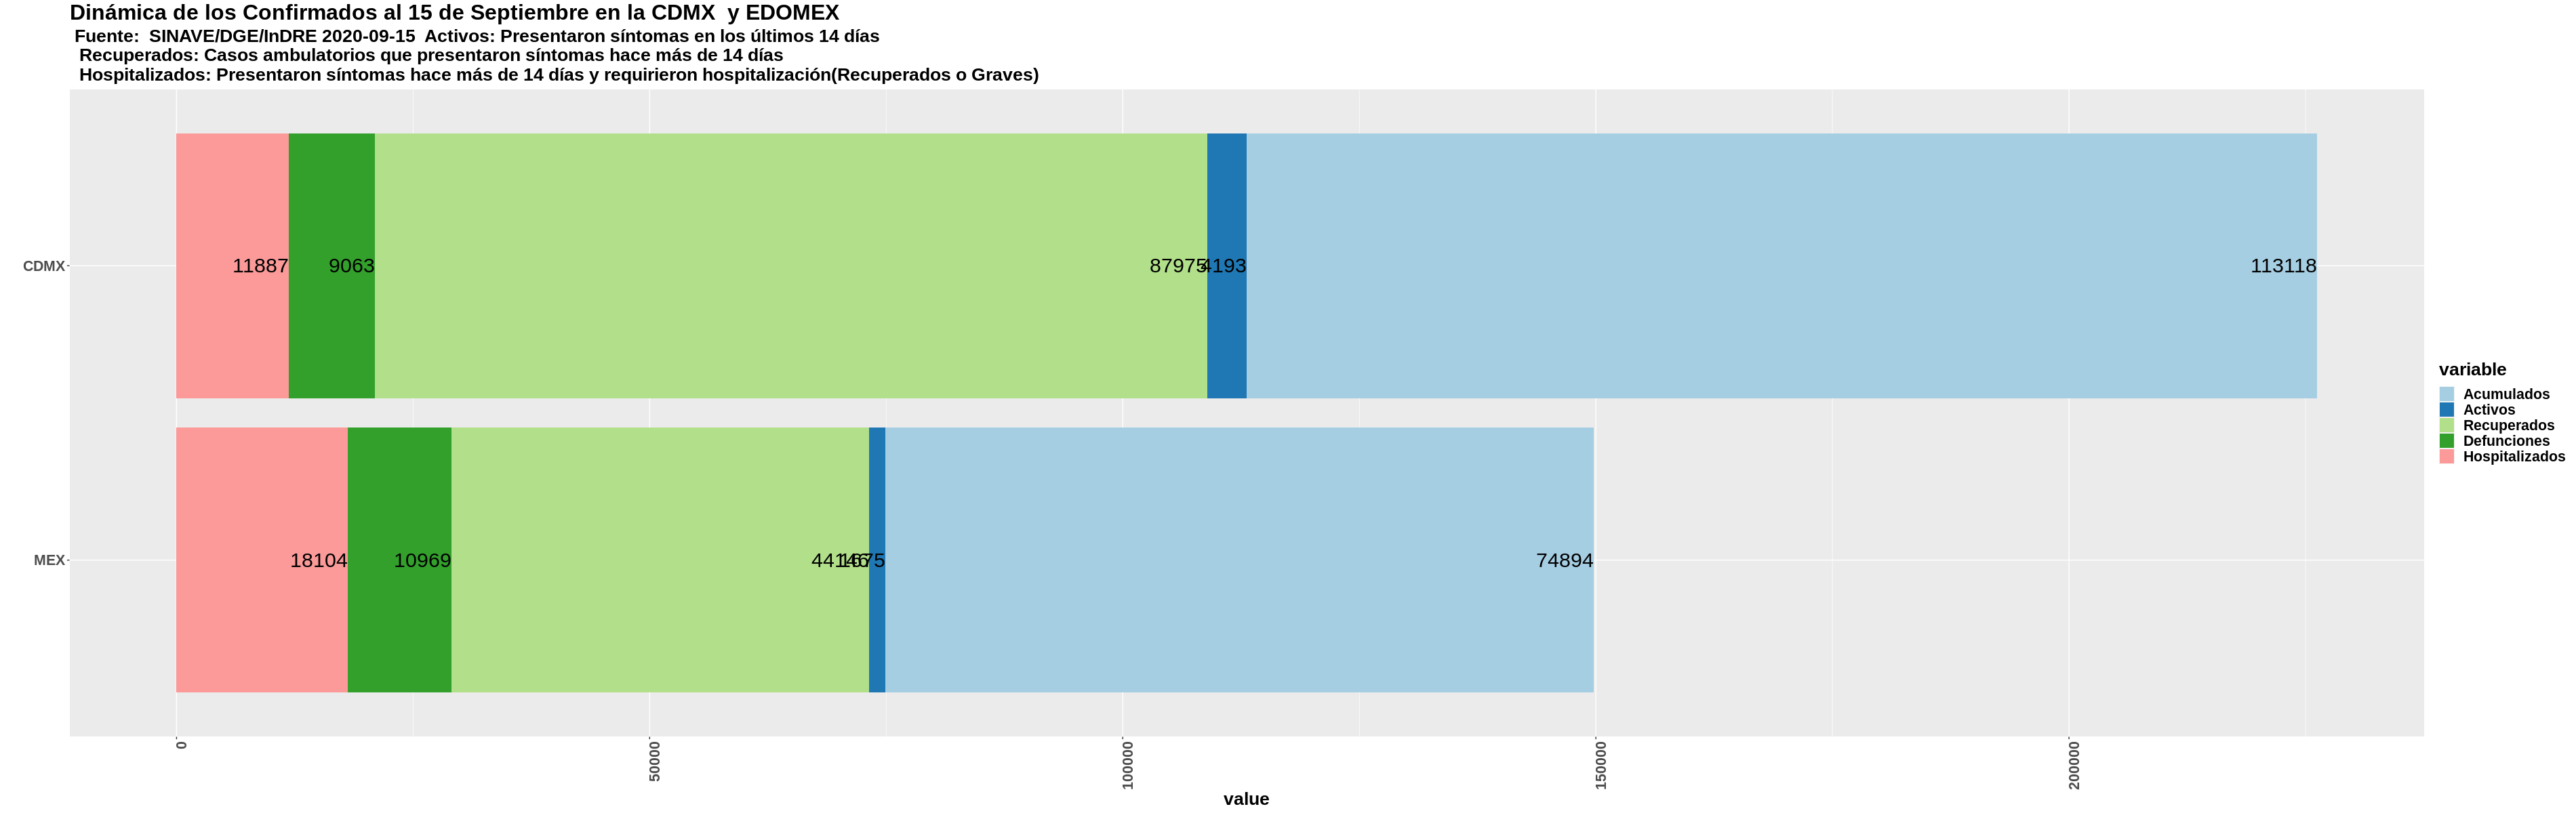 Dinámica de los Confirmados al 15 de Septiembre en la CDMX  y EDOMEX
Fuente:  SINAVE/DGE/InDRE 2020-09-15  Activos: Presentaron síntomas en los últimos 14 días
Recuperados: Casos ambulatorios que presentaron síntomas hace más de 14 días
Hospitalizados: Presentaron síntomas hace más de 14 días y requirieron hospitalización(Recuperados o Graves)
CDMX 11887 9063 87975 4193 113118
MEX 18104 10969 44146 1675 74894
0 50000 100000 150000 200000
value
variable
Acumulados
Activos
Recuperados
Defunciones
Hospitalizados